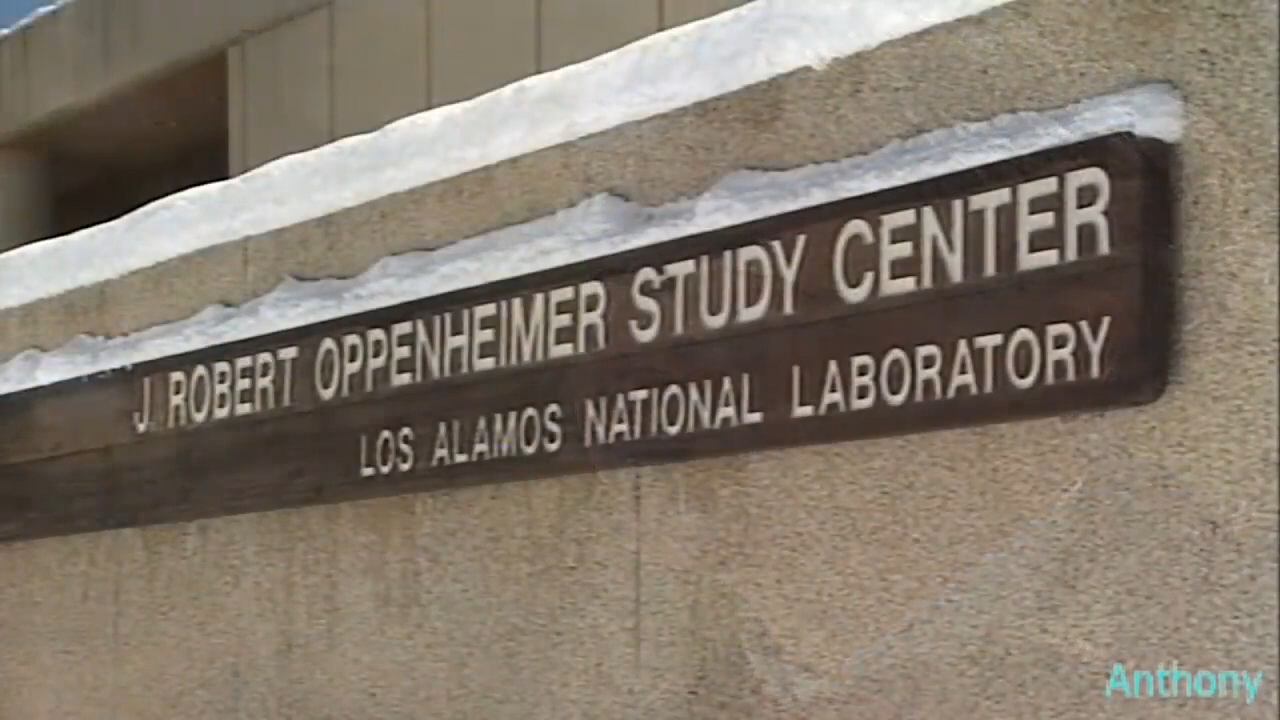 J. ROBERT OPPENHEIMER STUDY CENTER
LOS ALAMOS NATIONAL LABORATORY
Anthony